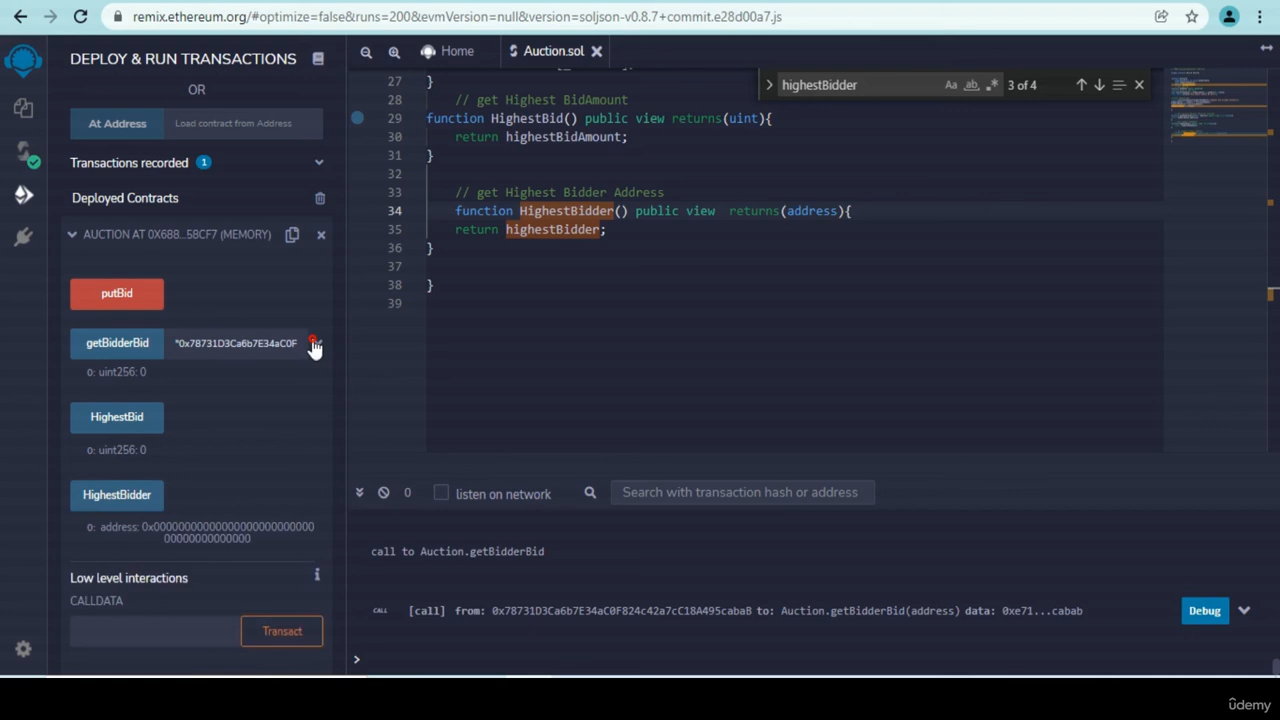 remix.ethereum.org/#optimize=false&runs=200&evmVersion=null&version=soljson-v0.8.7+commit.e28d00a7.js
DEPLOY & RUN TRANSACTIONS
OR
At Address
Load contract from Address
Transactions recorded 1
Deployed Contracts
AUCTION AT 0X688...58CF7 (MEMORY)
putBid
getBidderBid
"0x78731D3Ca6b7E34aC0F
0: uint256: 0
HighestBid
0: uint256: 0
HighestBidder
0: address: 0x00000000000000000000000000
00000000000000
Low level interactions
CALLDATA
Transact
Home
Auction.sol
highestBidder
Aa ab .*
3 of 4
27 }
28 // get Highest BidAmount
29 function HighestBid() public view returns(uint){
30 return highestBidAmount;
31 }
32
33 // get Highest Bidder Address
34 function HighestBidder() public view  returns(address){
35 return highestBidder;
36 }
37
38 }
39
0
listen on network
Search with transaction hash or address
call to Auction.getBidderBid
CALL [call] from: 0x78731D3Ca6b7E34aC0F824c42a7cC18A495cabaB to: Auction.getBidderBid(address) data: 0xe71...cabab
Debug
>
ûdemy